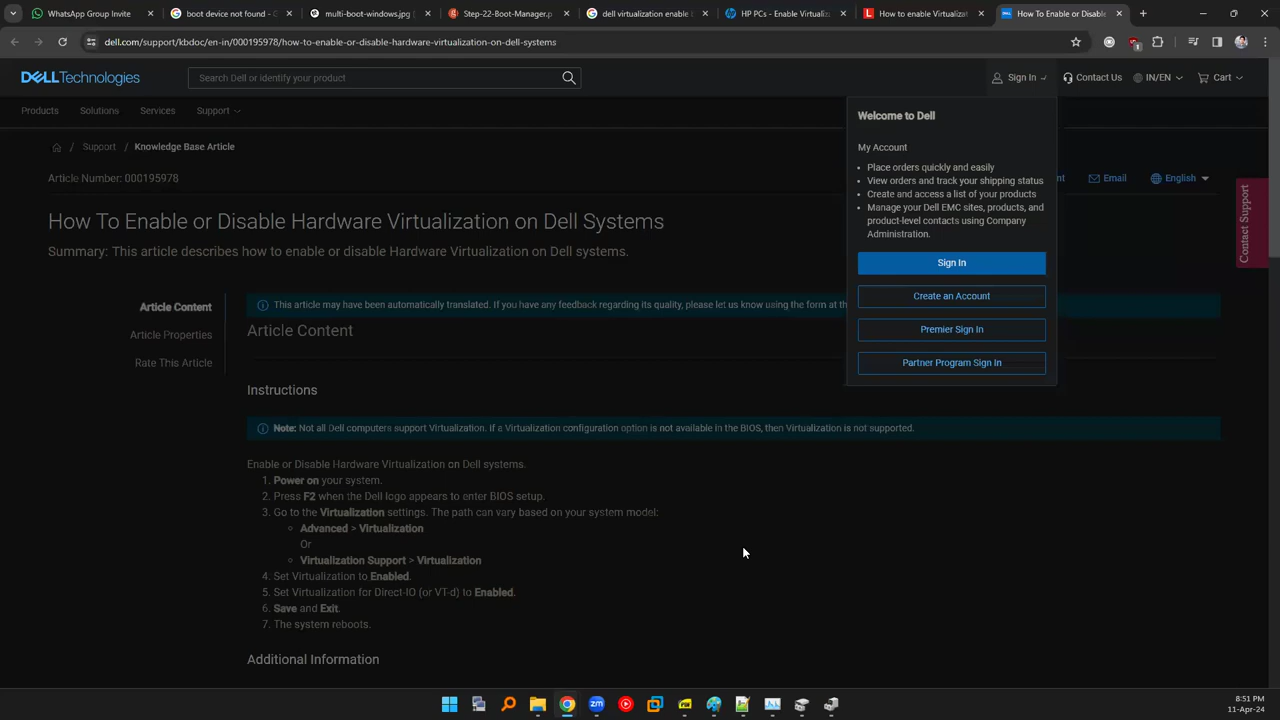 WhatsApp Group Invite
boot device not found - G
multi-boot-windows.jpg (
Step-22-Boot-Manager.p
dell virtualization enable
HP PCs - Enable Virtualiz
How to enable Virtualizat
How To Enable or Disable
dell.com/support/kbdoc/en-in/000195978/how-to-enable-or-disable-hardware-virtualization-on-dell-systems
DELLTechnologies
Search Dell or identify your product
Sign In
Contact Us
IN/EN
Cart
Products
Solutions
Services
Support
Welcome to Dell
My Account
• Place orders quickly and easily
• View orders and track your shipping status
• Create and access a list of your products
• Manage your Dell EMC sites, products, and
product-level contacts using Company
Administration.
Sign In
Create an Account
Premier Sign In
Partner Program Sign In
/ Support / Knowledge Base Article
Article Number: 000195978
nt
Email
English
How To Enable or Disable Hardware Virtualization on Dell Systems
Summary: This article describes how to enable or disable Hardware Virtualization on Dell systems.
Contact Support
Article Content
Article Properties
Rate This Article
This article may have been automatically translated. If you have any feedback regarding its quality, please let us know using the form at the
Article Content
Instructions
Note: Not all Dell computers support Virtualization. If a Virtualization configuration option is not available in the BIOS, then Virtualization is not supported.
Enable or Disable Hardware Virtualization on Dell systems.
1. Power on your system.
2. Press F2 when the Dell logo appears to enter BIOS setup.
3. Go to the Virtualization settings. The path can vary based on your system model:
Advanced > Virtualization
Or
Virtualization Support > Virtualization
4. Set Virtualization to Enabled.
5. Set Virtualization for Direct-IO (or VT-d) to Enabled.
6. Save and Exit.
7. The system reboots.
Additional Information
8:51 PM
11-Apr-24